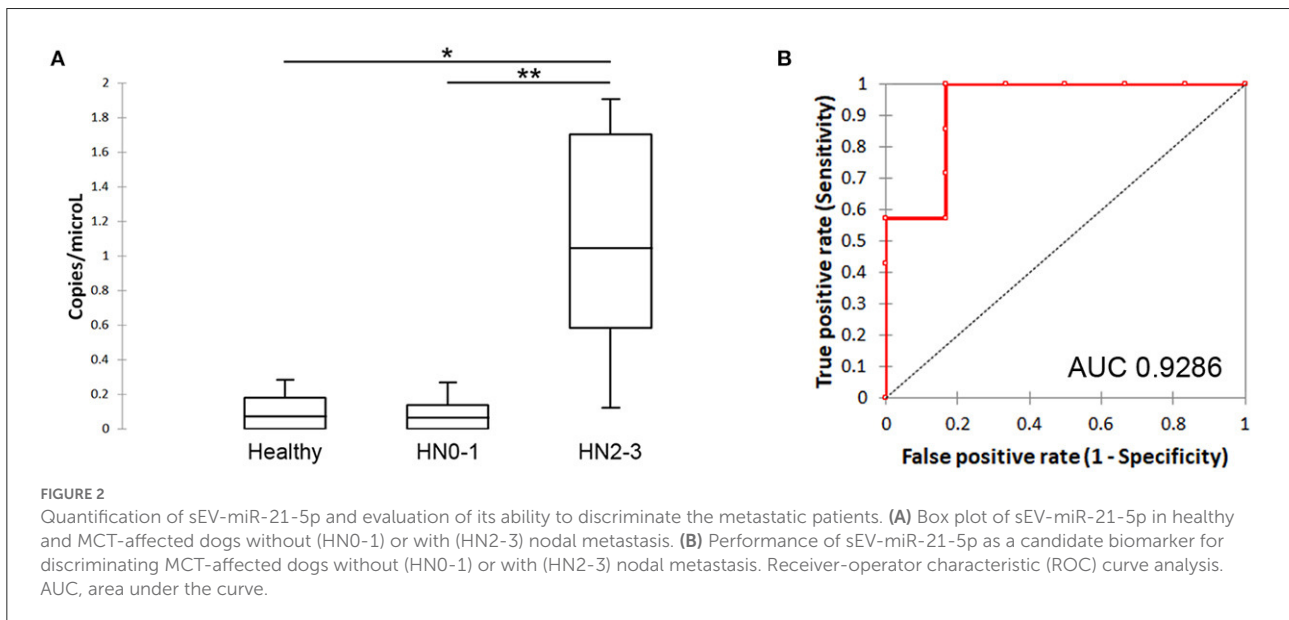 A
*
**
2
1.8
1.6
1.4
1.2
1
0.8
0.6
0.4
0.2
0
Copies/microL
Healthy
HN0-1
HN2-3
B
1
0.9
0.8
0.7
0.6
0.5
0.4
0.3
0.2
0.1
0
True positive rate (Sensitivity)
AUC 0.9286
0 0.2 0.4 0.6 0.8 1
False positive rate (1 - Specificity)
FIGURE 2
Quantification of sEV-miR-21-5p and evaluation of its ability to discriminate the metastatic patients. (A) Box plot of sEV-miR-21-5p in healthy
and MCT-affected dogs without (HN0-1) or with (HN2-3) nodal metastasis. (B) Performance of sEV-miR-21-5p as a candidate biomarker for
discriminating MCT-affected dogs without (HN0-1) or with (HN2-3) nodal metastasis. Receiver-operator characteristic (ROC) curve analysis.
AUC, area under the curve.